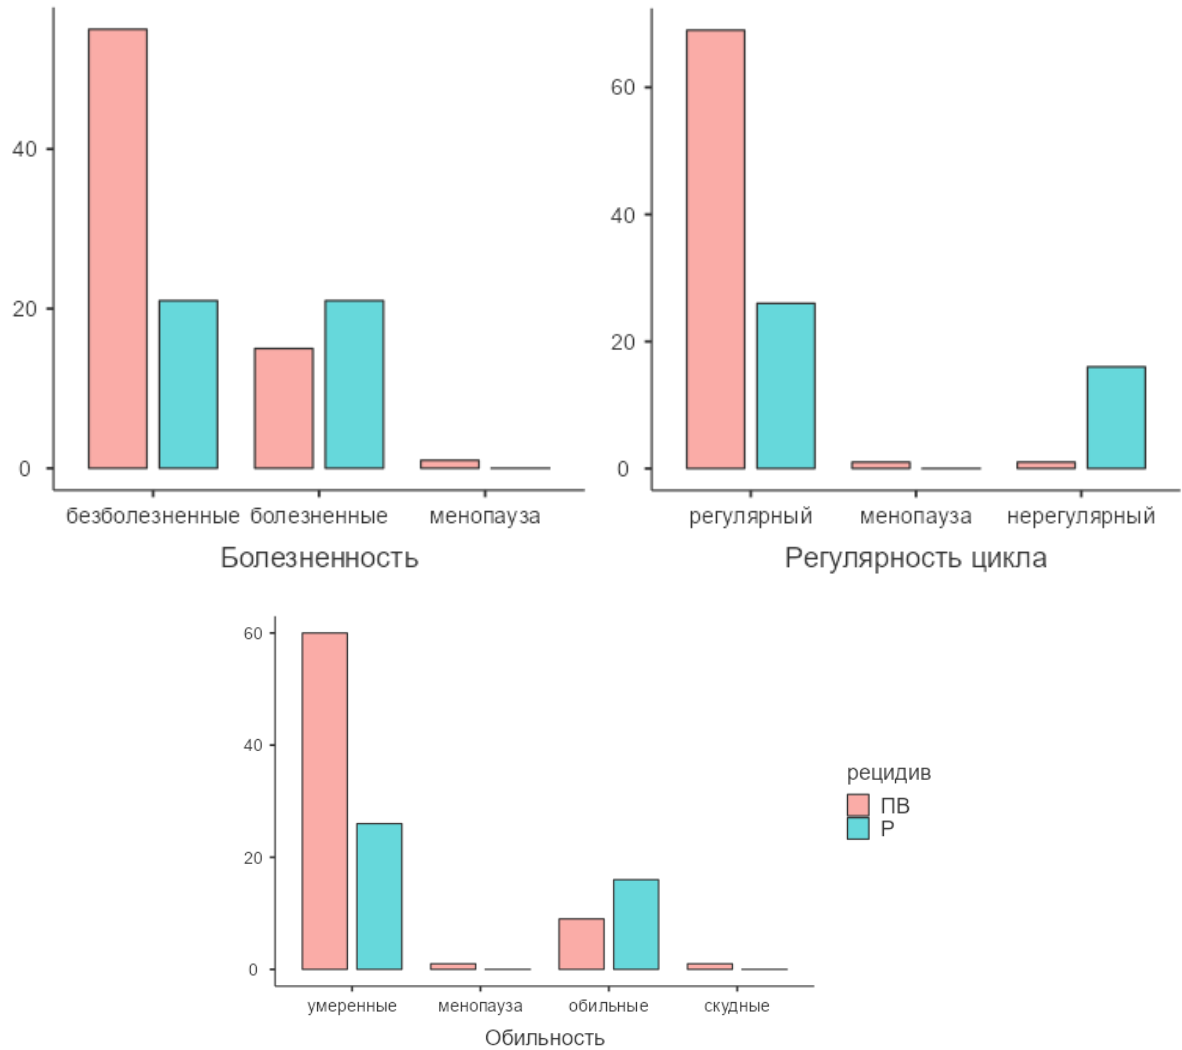 40
20
0
безболезненные болезненные менопауза
Болезненность
60
40
20
0
регулярный менопауза нерегулярный
Регулярность цикла
60
40
20
0
умеренные менопауза обильные скудные
Обильность
рецидив
ПВ
Р